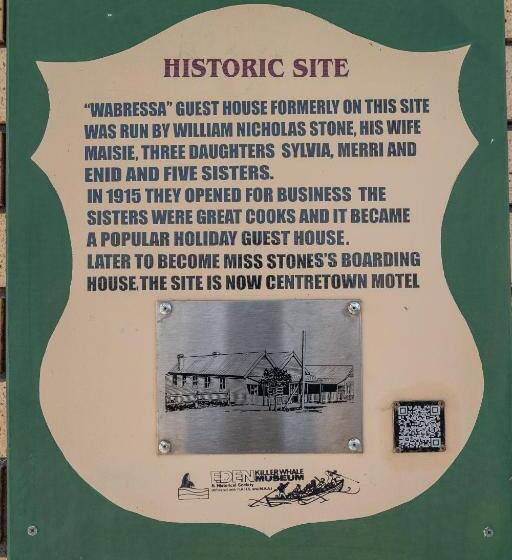 HISTORIC SITE
"WABRESSA" GUEST HOUSE FORMERLY ON THIS SITE
WAS RUN BY WILLIAM NICHOLAS STONE, HIS WIFE
MAISIE, THREE DAUGHTERS SYLVIA, MERRI AND
ENID AND FIVE SISTERS.
IN 1915 THEY OPENED FOR BUSINESS THE
SISTERS WERE GREAT COOKS AND IT BECAME
A POPULAR HOLIDAY GUEST HOUSE.
LATER TO BECOME MISS STONES'S BOARDING
HOUSE.THE SITE IS NOW CENTRETOWN MOTEL
EDEN KILLER WHALE
MUSEUM
& Historical Society